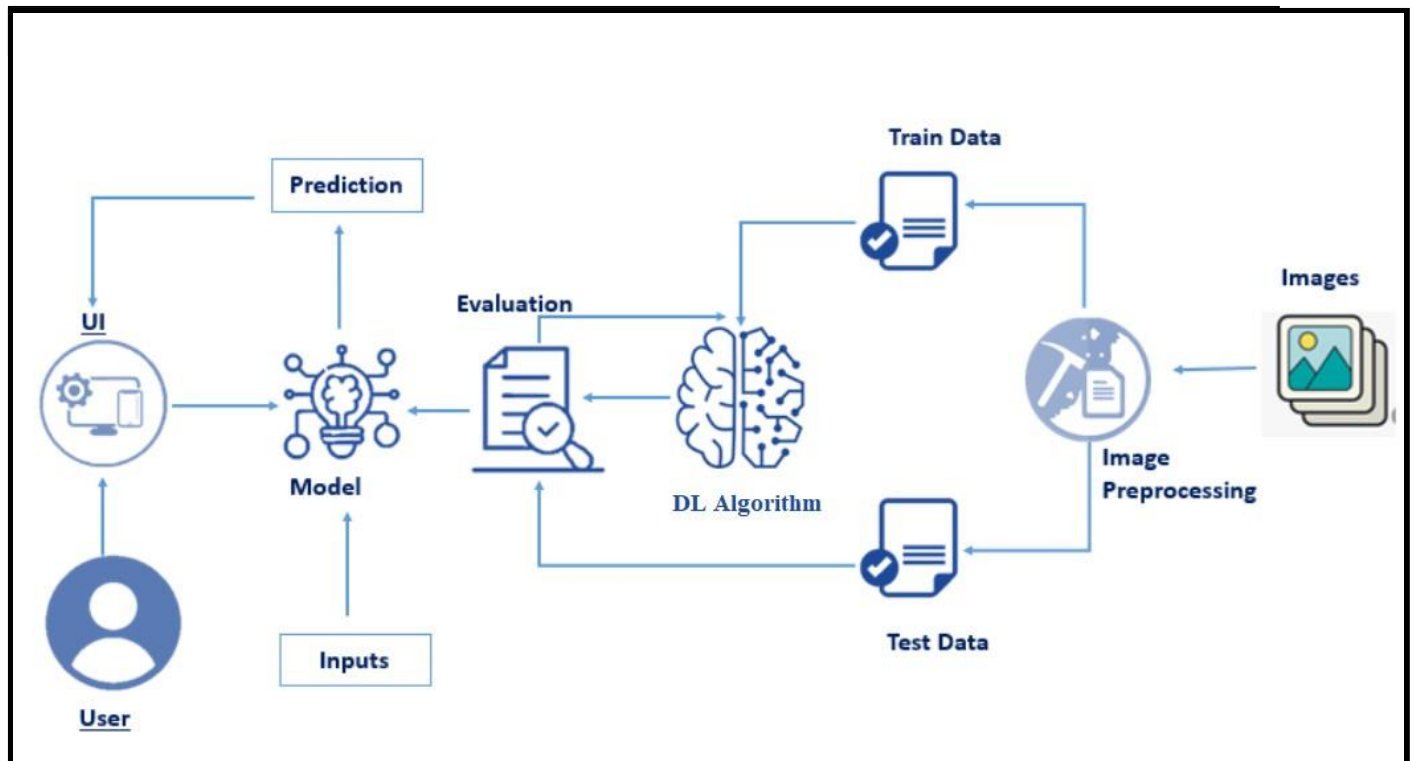 Train Data
Prediction
Images
Evaluation
UI
Image
Preprocessing
Model
DL Algorithm
Inputs
Test Data
User